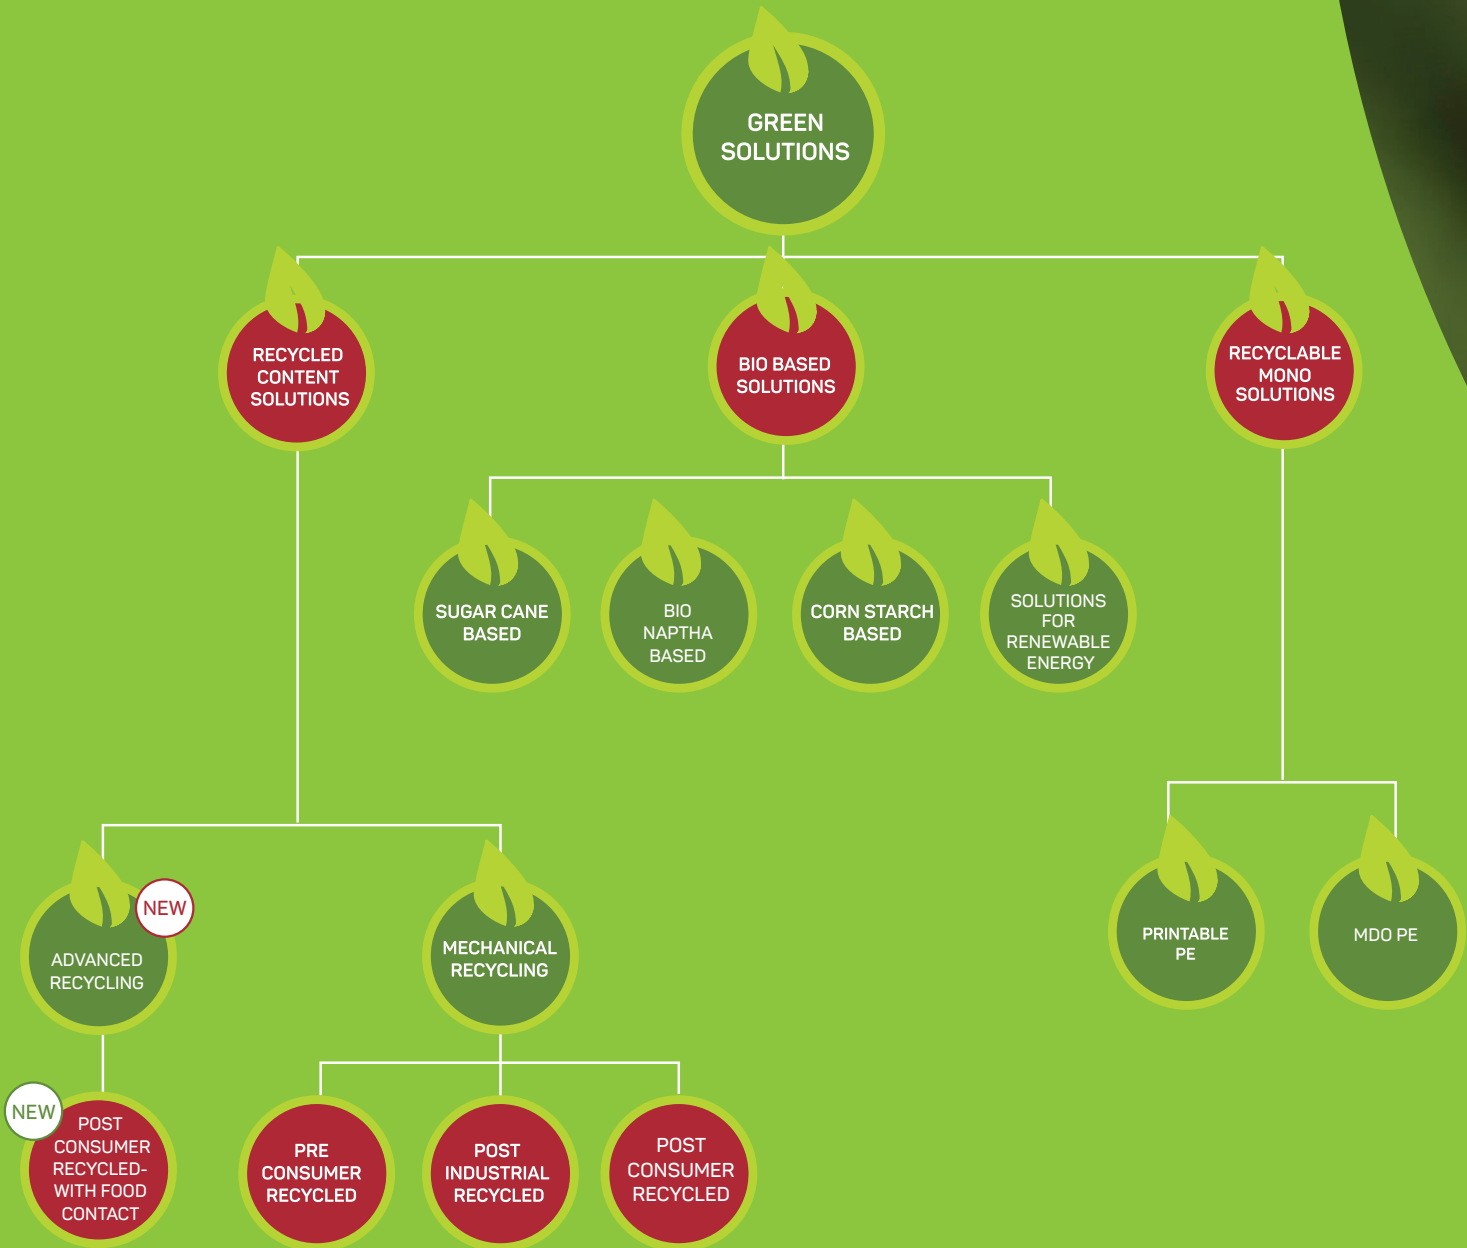 GREEN
SOLUTIONS
RECYCLED
CONTENT
SOLUTIONS
BIO BASED
SOLUTIONS
RECYCLABLE
MONO
SOLUTIONS
SUGAR CANE
BASED
BIO
NAPTHA
BASED
CORN STARCH
BASED
SOLUTIONS
FOR
RENEWABLE
ENERGY
NEW
ADVANCED
RECYCLING
MECHANICAL
RECYCLING
PRINTABLE
PE
MDO PE
NEW
POST
CONSUMER
RECYCLED-
WITH FOOD
CONTACT
PRE
CONSUMER
RECYCLED
POST
INDUSTRIAL
RECYCLED
POST
CONSUMER
RECYCLED